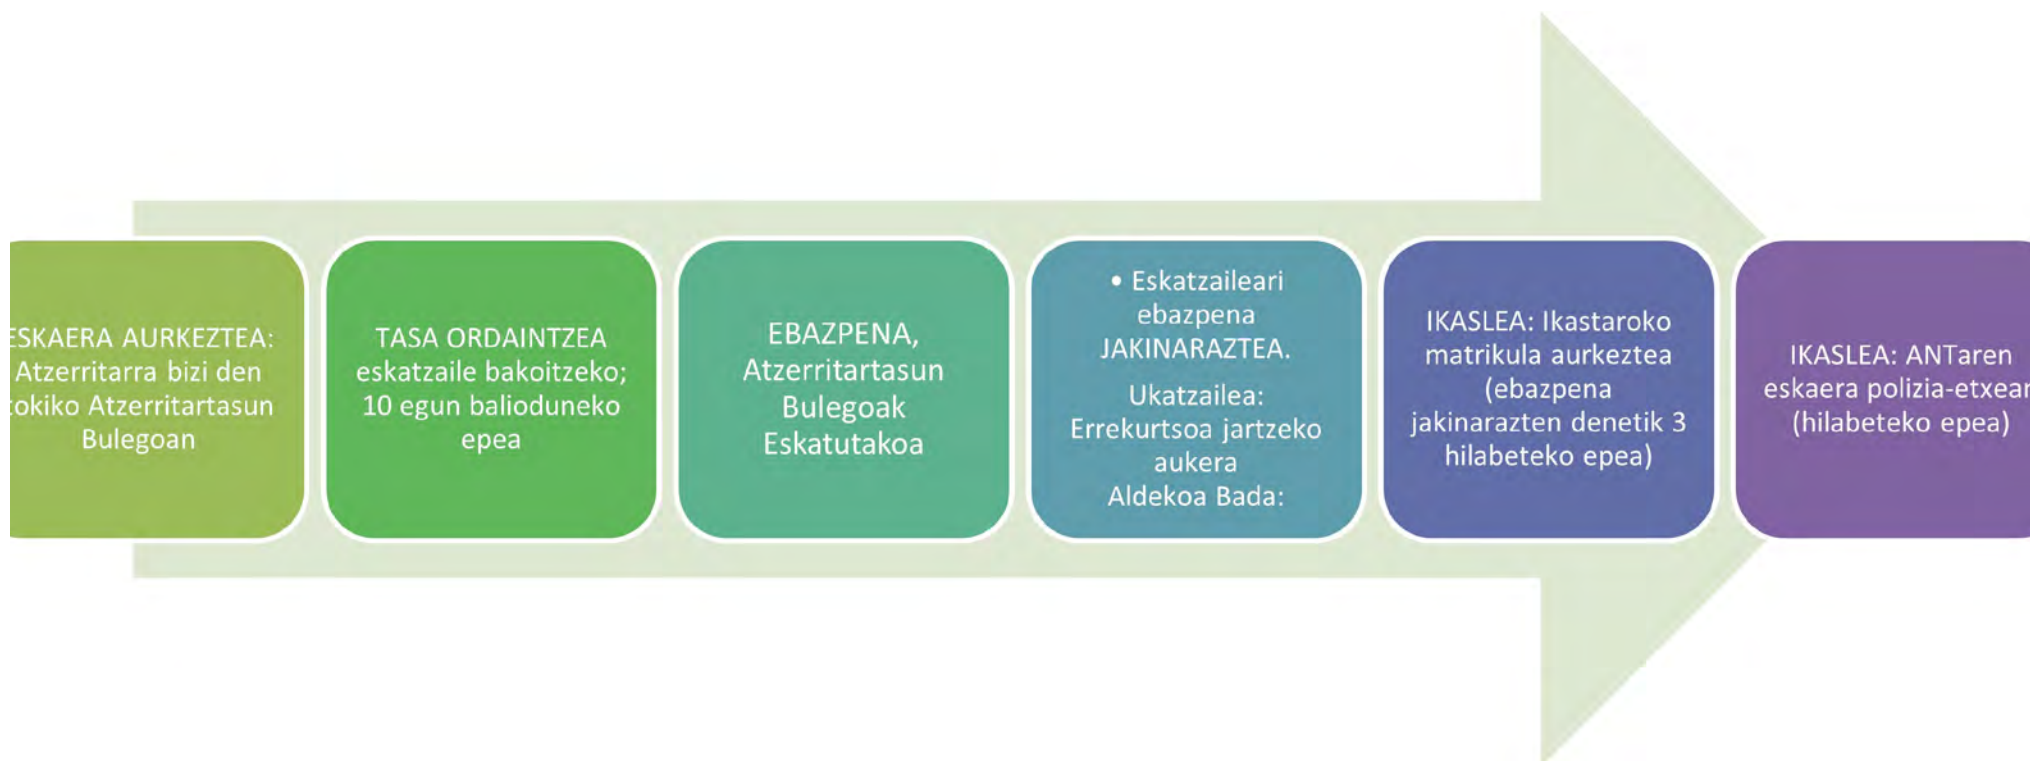 ESKAERA AURKEZTEA:
Atzerritarra bizi den
tokiko Atzerritartasun
Bulegoan
TASA ORDAINTZEA
eskatzaile bakoitzeko;
10 egun balioduneko
epea
EBAZPENA,
Atzerritartasun
Bulegoak
Eskatutakoa
• Eskatzaileari
ebazpena
JAKINARAZTEA.
Ukatzailea:
Errekurtsoa jartzeko
aukera
Aldekoa Bada:
IKASLEA: Ikastaroko
matrikula aurkeztea
(ebazpena
jakinarazten denetik 3
hilabeteko epea)
IKASLEA: ANTaren
eskaera polizia-etxean
(hilabeteko epea)